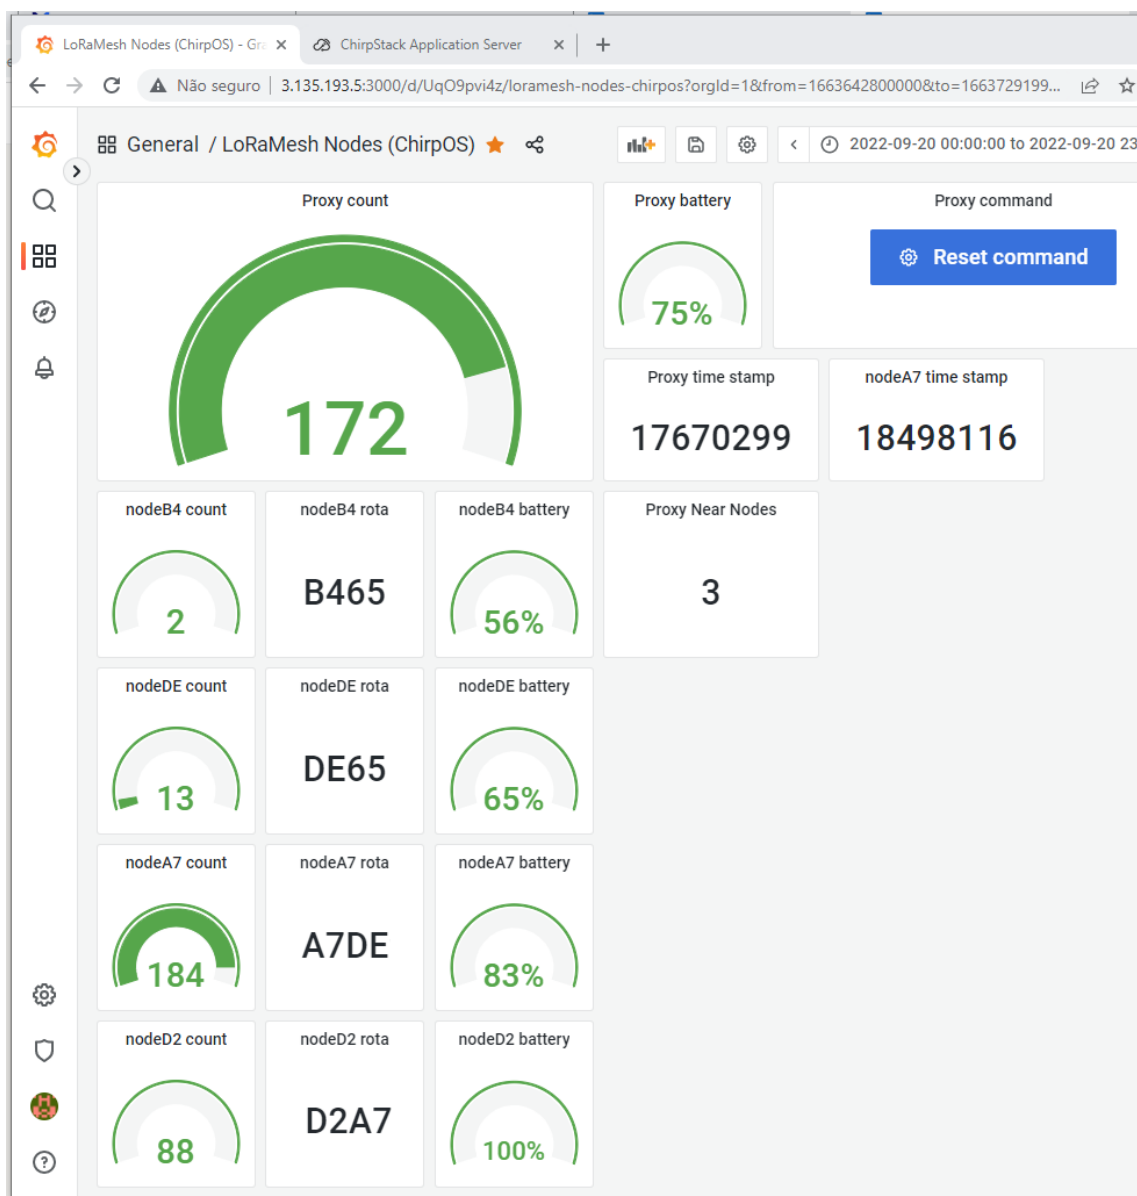 LoRaMesh Nodes (ChirpOS) - Gra
ChirpStack Application Server
Não seguro
3.135.193.5:3000/d/UqO9pvi4z/loramesh-nodes-chirpos?orgId=1&from=1663642800000&to=1663729199...
General / LoRaMesh Nodes (ChirpOS)
2022-09-20 00:00:00 to 2022-09-20 23
Proxy count
172
Proxy battery
75%
Proxy command
Reset command
Proxy time stamp
17670299
nodeA7 time stamp
18498116
nodeB4 count
2
nodeB4 rota
B465
nodeB4 battery
56%
Proxy Near Nodes
3
nodeDE count
13
nodeDE rota
DE65
nodeDE battery
65%
nodeA7 count
184
nodeA7 rota
A7DE
nodeA7 battery
83%
nodeD2 count
88
nodeD2 rota
D2A7
nodeD2 battery
100%